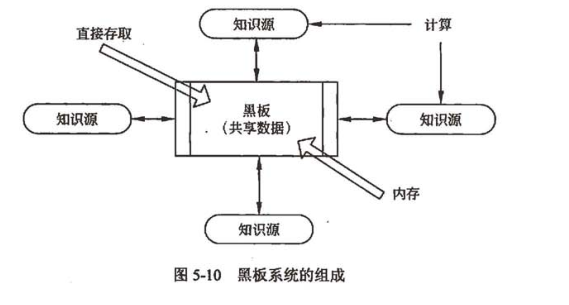 知识源
计算
直接存取
黑板
(共享数据)
知识源
知识源
内存
知识源
图 5-10 黑板系统的组成